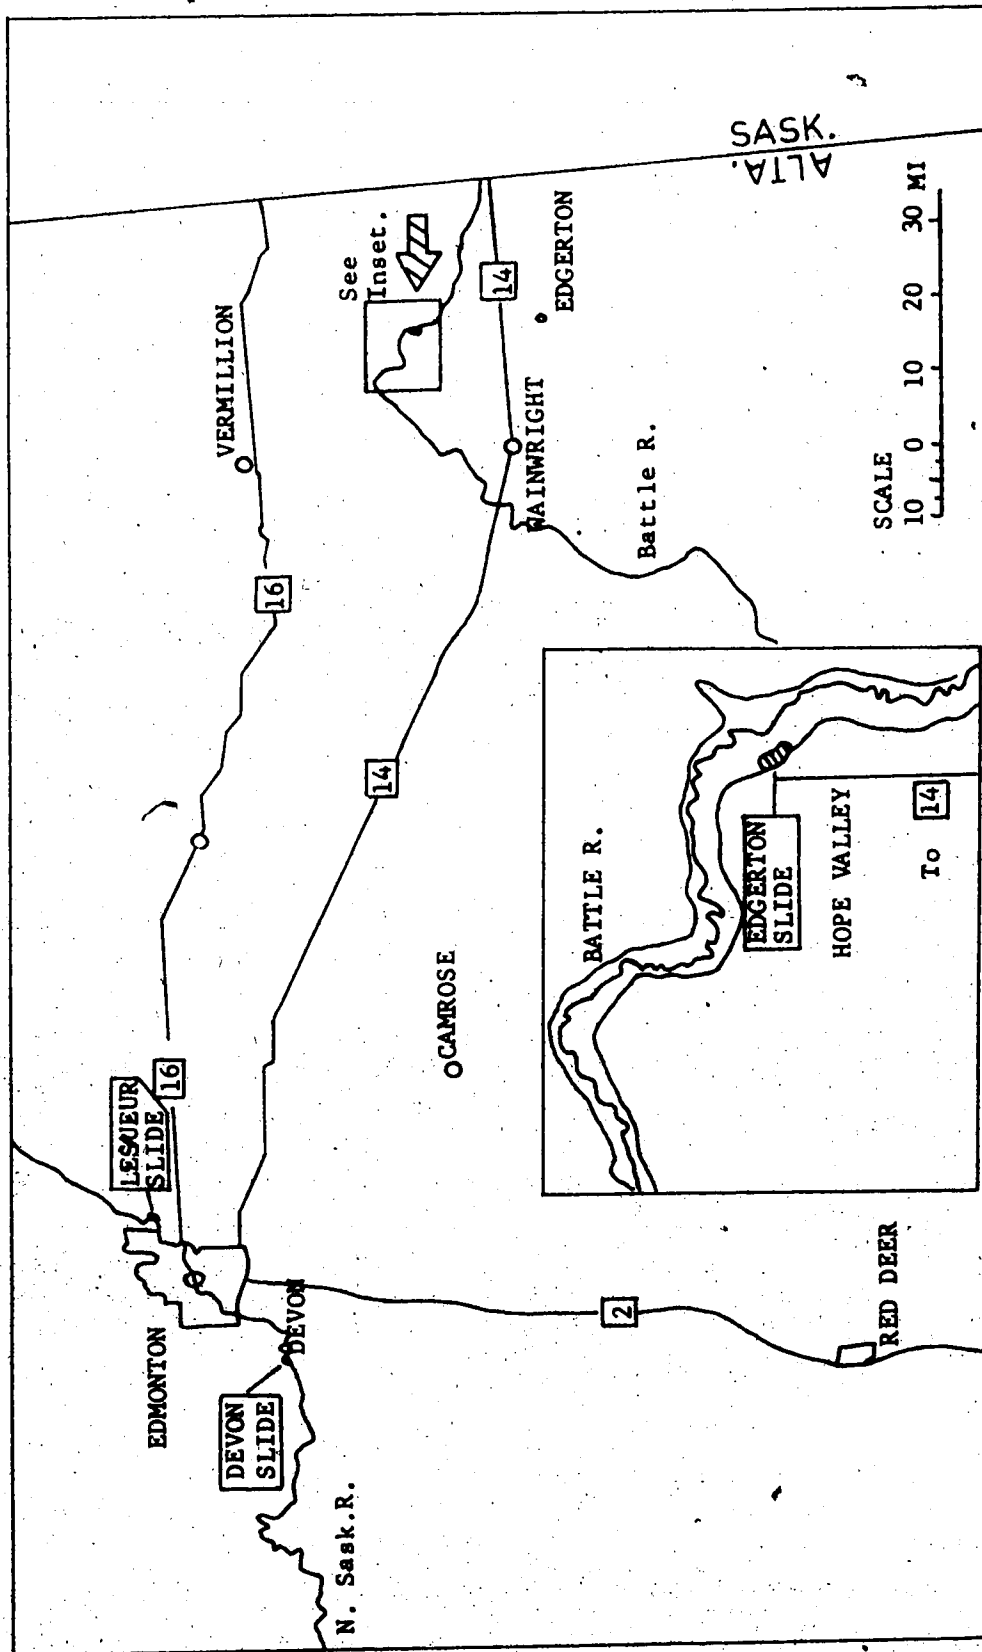 LESUEUR
SLIDE
16
EDMONTON
DEVON
SLIDE
DEVON
N. Sask.R.
VERMILLION
16
See
Inset.
14
CAMROSE
14
WAINWRIGHT
EDGERTON
Battle R.
2
RED DEER
BATTLE R.
EDGERTON
SLIDE
HOPE VALLEY
To
14
SASK.
ALTA.
SCALE
10 0 10 20 30 MI